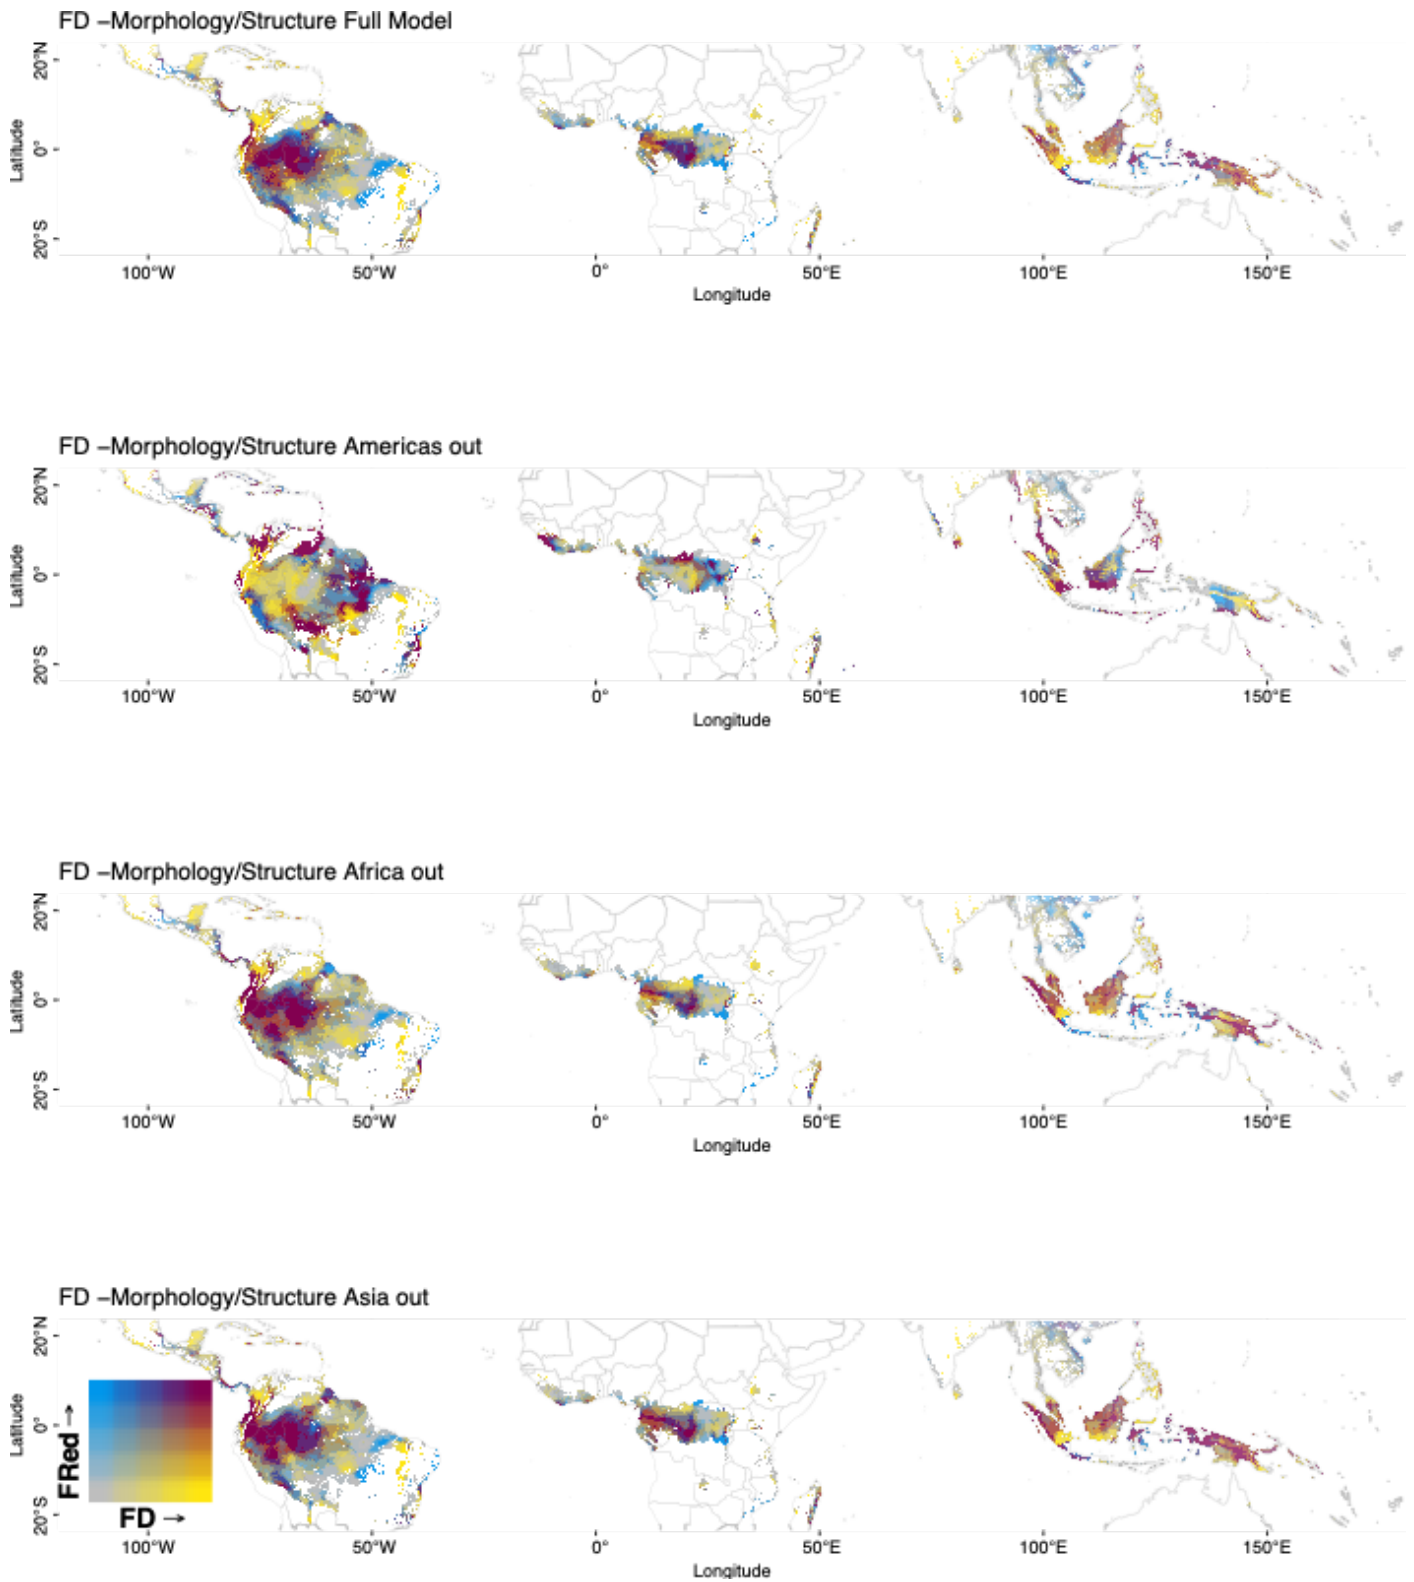 FD –Morphology/Structure Full Model
20°N
0°
20°S
Latitude
100°W 50°W 0° 50°E 100°E 150°E
Longitude
FD –Morphology/Structure Americas out
20°N
0°
20°S
Latitude
100°W 50°W 0° 50°E 100°E 150°E
Longitude
FD –Morphology/Structure Africa out
20°N
0°
20°S
Latitude
100°W 50°W 0° 50°E 100°E 150°E
Longitude
FD –Morphology/Structure Asia out
20°N
0°
20°S
Latitude
FRed →
FD →
100°W 50°W 0° 50°E 100°E 150°E
Longitude